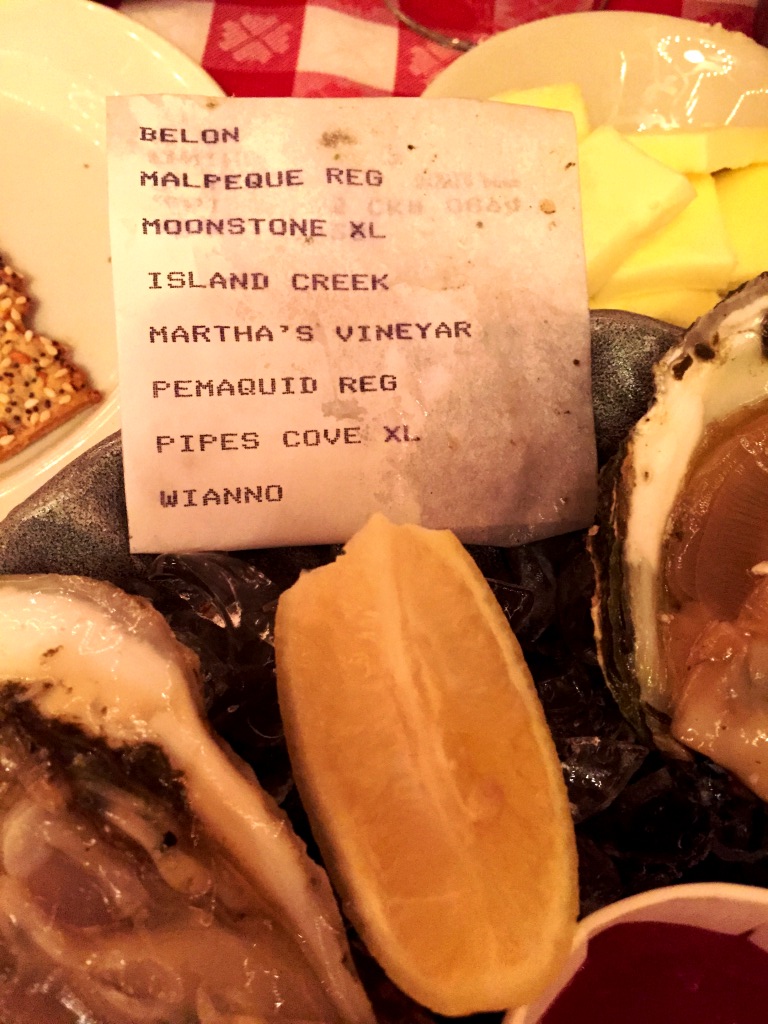 BELON
MALPEQUE REG
MOONSTONE XL
ISLAND CREEK
MARTHA'S VINEYAR
PEMAQUID REG
PIPES COVE XL
WIANNO